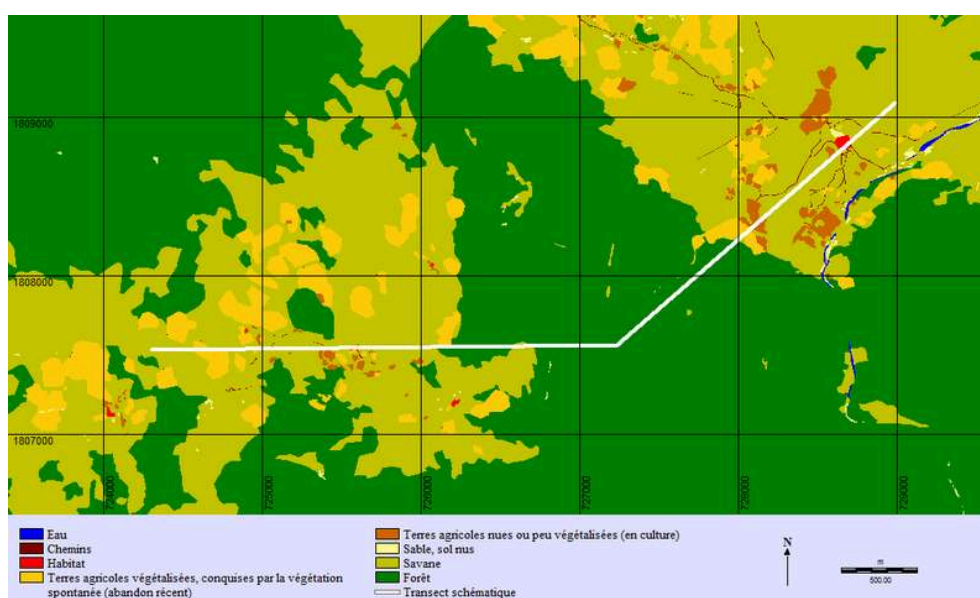 1809000
1808000
1807000
724000
725000
726000
727000
728000
729000
Eau
Chemins
Habitat
Terres agricoles végétalisées, conquises par la végétation
spontanée (abandon récent)
Terres agricoles nues ou peu végétalisées (en culture)
Sable, sol nus
Savane
Forêt
Transect schématique
N
m
500.00